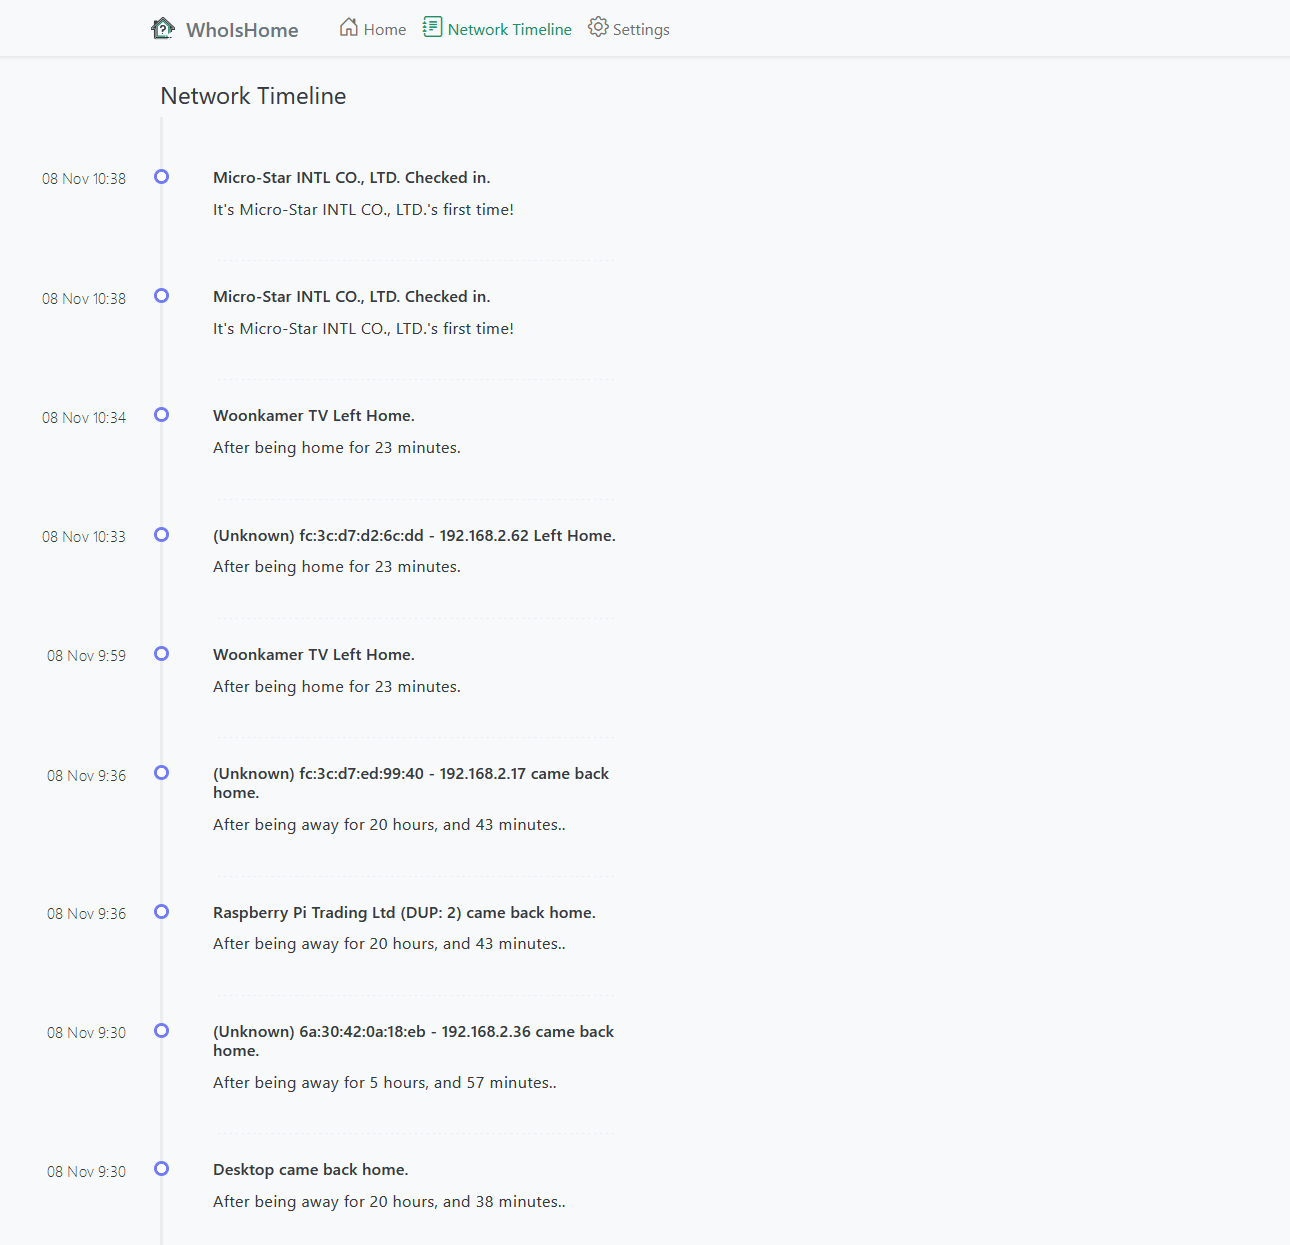 WhoIsHome Home Network Timeline Settings
Network Timeline
08 Nov 10:38 Micro-Star INTL CO., LTD. Checked in.
It's Micro-Star INTL CO., LTD.'s first time!
08 Nov 10:38 Micro-Star INTL CO., LTD. Checked in.
It's Micro-Star INTL CO., LTD.'s first time!
08 Nov 10:34 Woonkamer TV Left Home.
After being home for 23 minutes.
08 Nov 10:33 (Unknown) fc:3c:d7:d2:6c:dd - 192.168.2.62 Left Home.
After being home for 23 minutes.
08 Nov 9:59 Woonkamer TV Left Home.
After being home for 23 minutes.
08 Nov 9:36 (Unknown) fc:3c:d7:ed:99:40 - 192.168.2.17 came back
home.
After being away for 20 hours, and 43 minutes..
08 Nov 9:36 Raspberry Pi Trading Ltd (DUP: 2) came back home.
After being away for 20 hours, and 43 minutes..
08 Nov 9:30 (Unknown) 6a:30:42:0a:18:eb - 192.168.2.36 came back
home.
After being away for 5 hours, and 57 minutes..
08 Nov 9:30 Desktop came back home.
After being away for 20 hours, and 38 minutes..